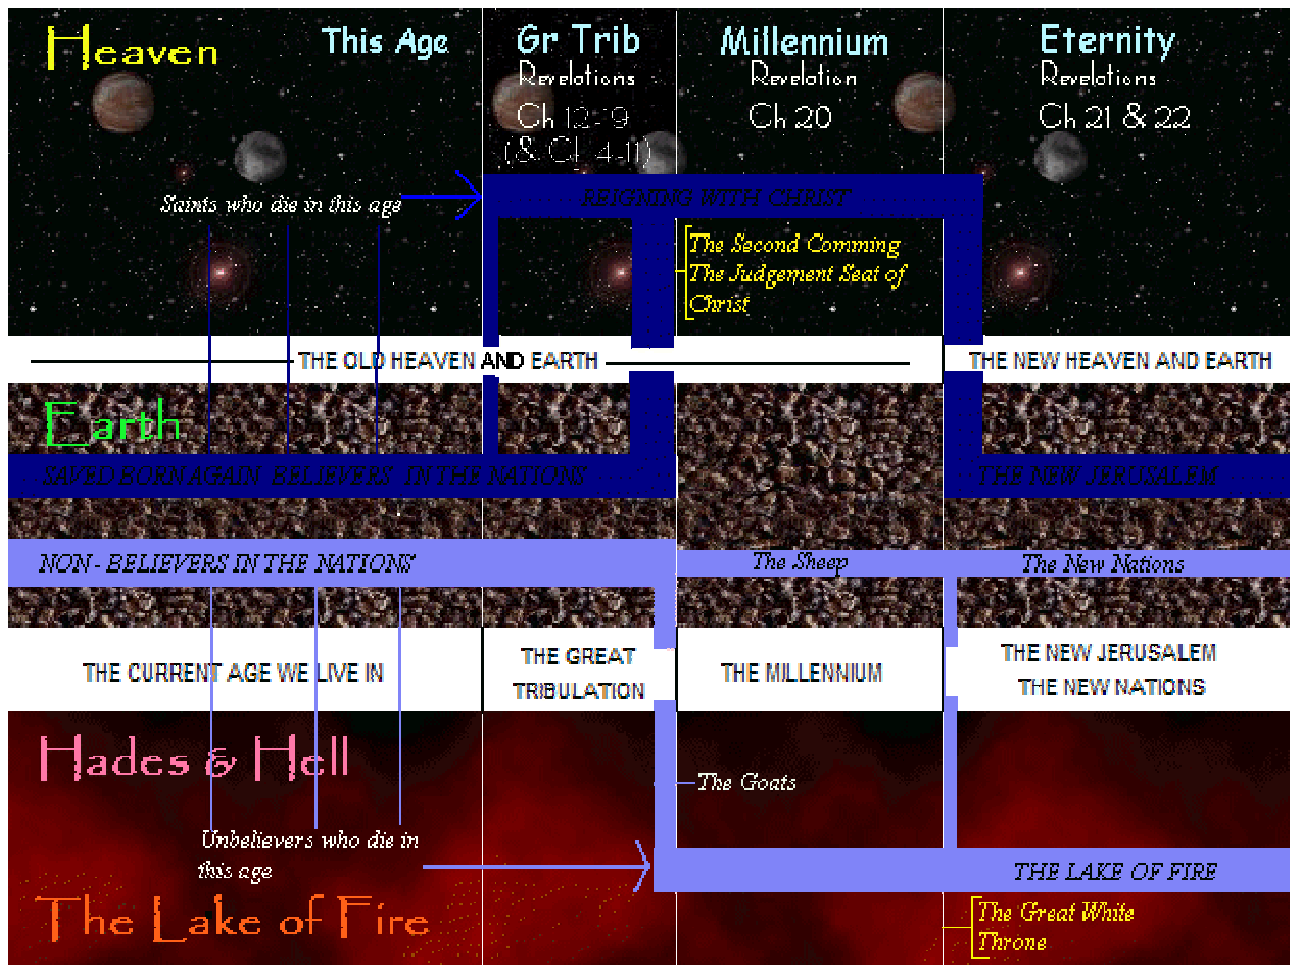 Heaven
This Age
Gr Trib
Revelations
Ch 12-19
(& Ch 4-11)
Millennium
Revelation
Ch 20
Eternity
Revelations
Ch 21 & 22
Saints who die in this age
REIGNING WITH CHRIST
The Second Comming
The Judgement Seat of
Christ
THE OLD HEAVEN AND EARTH
THE NEW HEAVEN AND EARTH
Earth
SAVED BORN AGAIN BELIEVERS IN THE NATIONS
THE NEW JERUSALEM
NON - BELIEVERS IN THE NATIONS
The Sheep
The New Nations
THE CURRENT AGE WE LIVE IN
THE GREAT
TRIBULATION
THE MILLENNIUM
THE NEW JERUSALEM
THE NEW NATIONS
Hades & Hell
The Goats
Unbelievers who die in
this age
THE LAKE OF FIRE
The Lake of Fire
The Great White
Throne